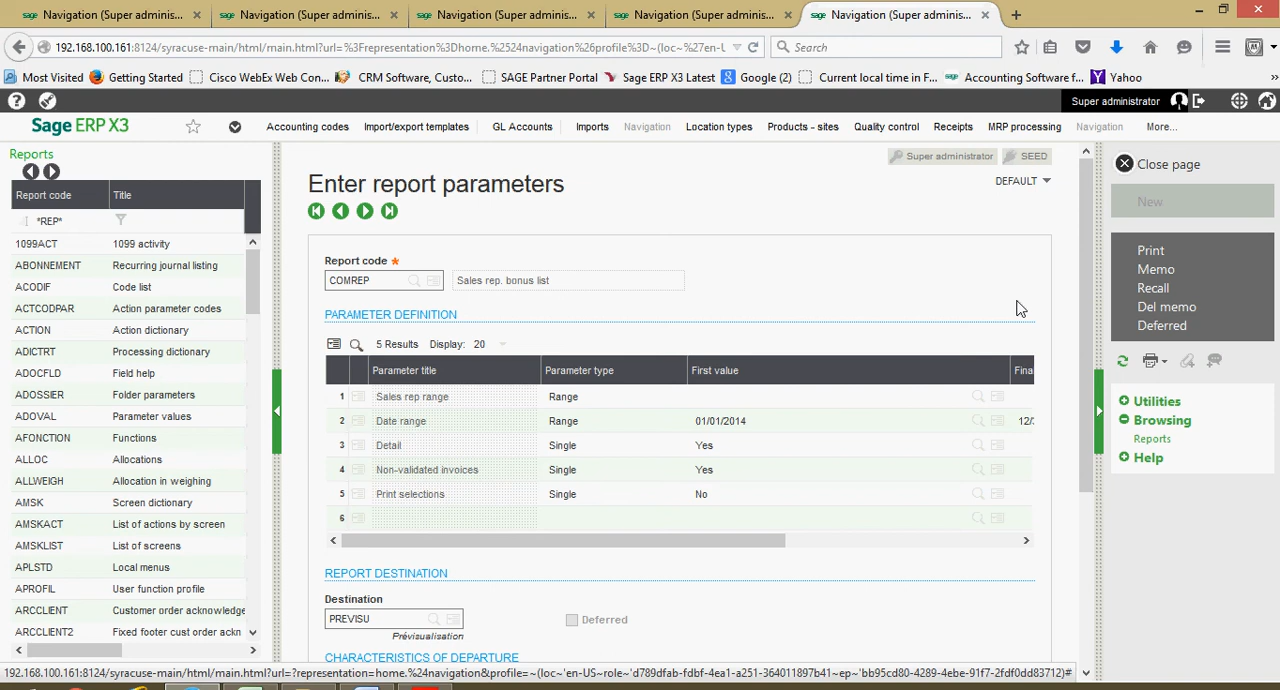 Navigation (Super adminis... × Navigation (Super administ... × Navigation (Super administ... × Navigation (Super administ... × Navigation (Super administ... × +
192.168.100.161:8124/syracuse-main/html/main.html?url=%3Frepresentation%3Dhome.%2524navigation%26profile%3D~(loc~'en-U Search
Most Visited Getting Started Cisco WebEx Web Con... CRM Software, Custo... SAGE Partner Portal Sage ERP X3 Latest Google (2) Current local time in F... Accounting Software f... Yahoo »
Super administrator
Sage ERP X3 Accounting codes Import/export templates GL Accounts Imports Navigation Location types Products - sites Quality control Receipts MRP processing Navigation More...
Reports
Super administrator SEED
Close page
Enter report parameters
DEFAULT
Report code Title
New
*REP*
1099ACT 1099 activity
ABONNEMENT Recurring journal listing
ACODIF Code list
ACTCODPAR Action parameter codes
ACTION Action dictionary
ADICTRT Processing dictionary
ADOCFLD Field help
ADOSSIER Folder parameters
ADOVAL Parameter values
AFONCTION Functions
ALLOC Allocations
ALLWEIGH Allocation in weighing
AMSK Screen dictionary
AMSKACT List of actions by screen
AMSKLIST List of screens
APLSTD Local menus
APROFIL User function profile
ARCCLIENT Customer order acknowledge
ARCCLIENT2 Fixed footer cust order ackn
Report code *
COMREP Sales rep. bonus list
PARAMETER DEFINITION
5 Results Display: 20
Parameter title Parameter type First value Fina
1 Sales rep range Range
2 Date range Range 01/01/2014 12/:
3 Detail Single Yes
4 Non-validated invoices Single Yes
5 Print selections Single No
6
REPORT DESTINATION
Destination
PREVISU Deferred
Prévisualisation
CHARACTERISTICS OF DEPARTURE
Print
Memo
Recall
Del memo
Deferred
Utilities
Browsing
Reports
Help
192.168.100.161:8124/syracuse-main/html/main.html?url=?representation=home.%24navigation&profile=~(loc~'en-US~role~'d789dfab-fdbf-4ea1-a251-364011897b41~ep~'bb95cd80-4289-4ebe-91f7-2fdf0dd83712)#